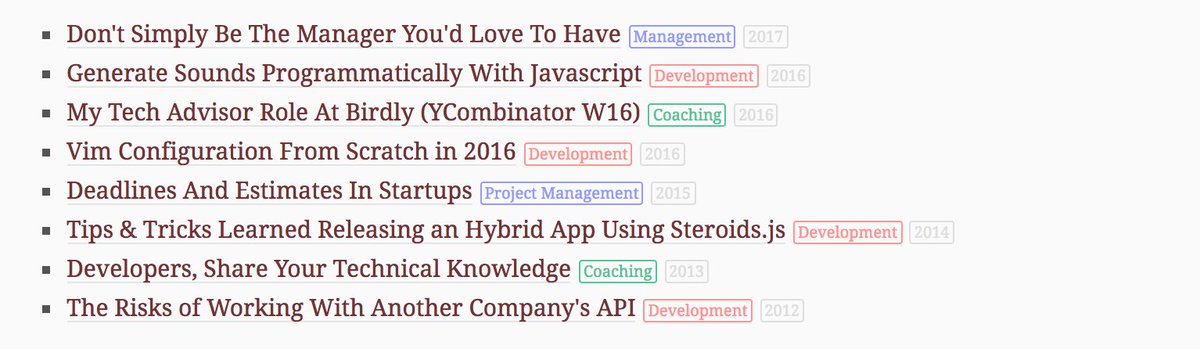 Don't Simply Be The Manager You'd Love To Have Management 2017
Generate Sounds Programmatically With Javascript Development 2016
My Tech Advisor Role At Birdly (YCombinator W16) Coaching 2016
Vim Configuration From Scratch in 2016 Development 2016
Deadlines And Estimates In Startups Project Management 2015
Tips & Tricks Learned Releasing an Hybrid App Using Steroids.js Development 2014
Developers, Share Your Technical Knowledge Coaching 2013
The Risks of Working With Another Company's API Development 2012